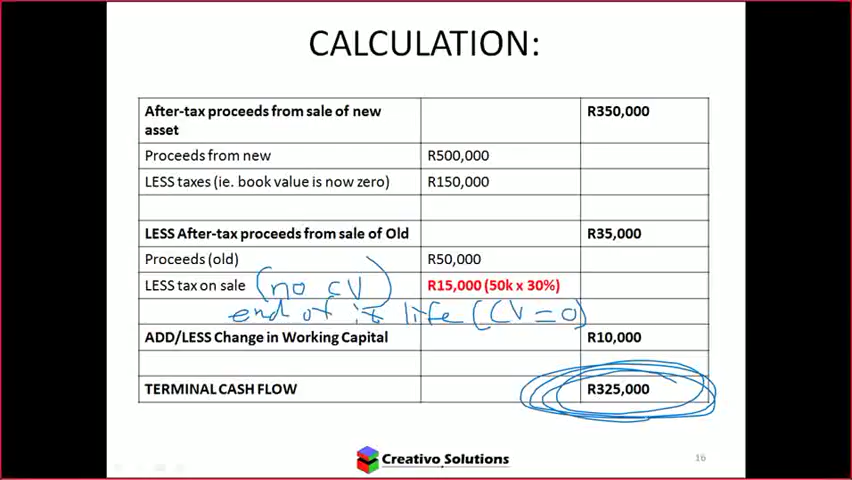 CALCULATION:
After-tax proceeds from sale of new asset R350,000
Proceeds from new R500,000
LESS taxes (ie. book value is now zero) R150,000
LESS After-tax proceeds from sale of Old R35,000
Proceeds (old) R50,000
LESS tax on sale (no CV) R15,000 (50k x 30%)
end of it life (CV = 0)
ADD/LESS Change in Working Capital R10,000
TERMINAL CASH FLOW R325,000
Creativo Solutions
16